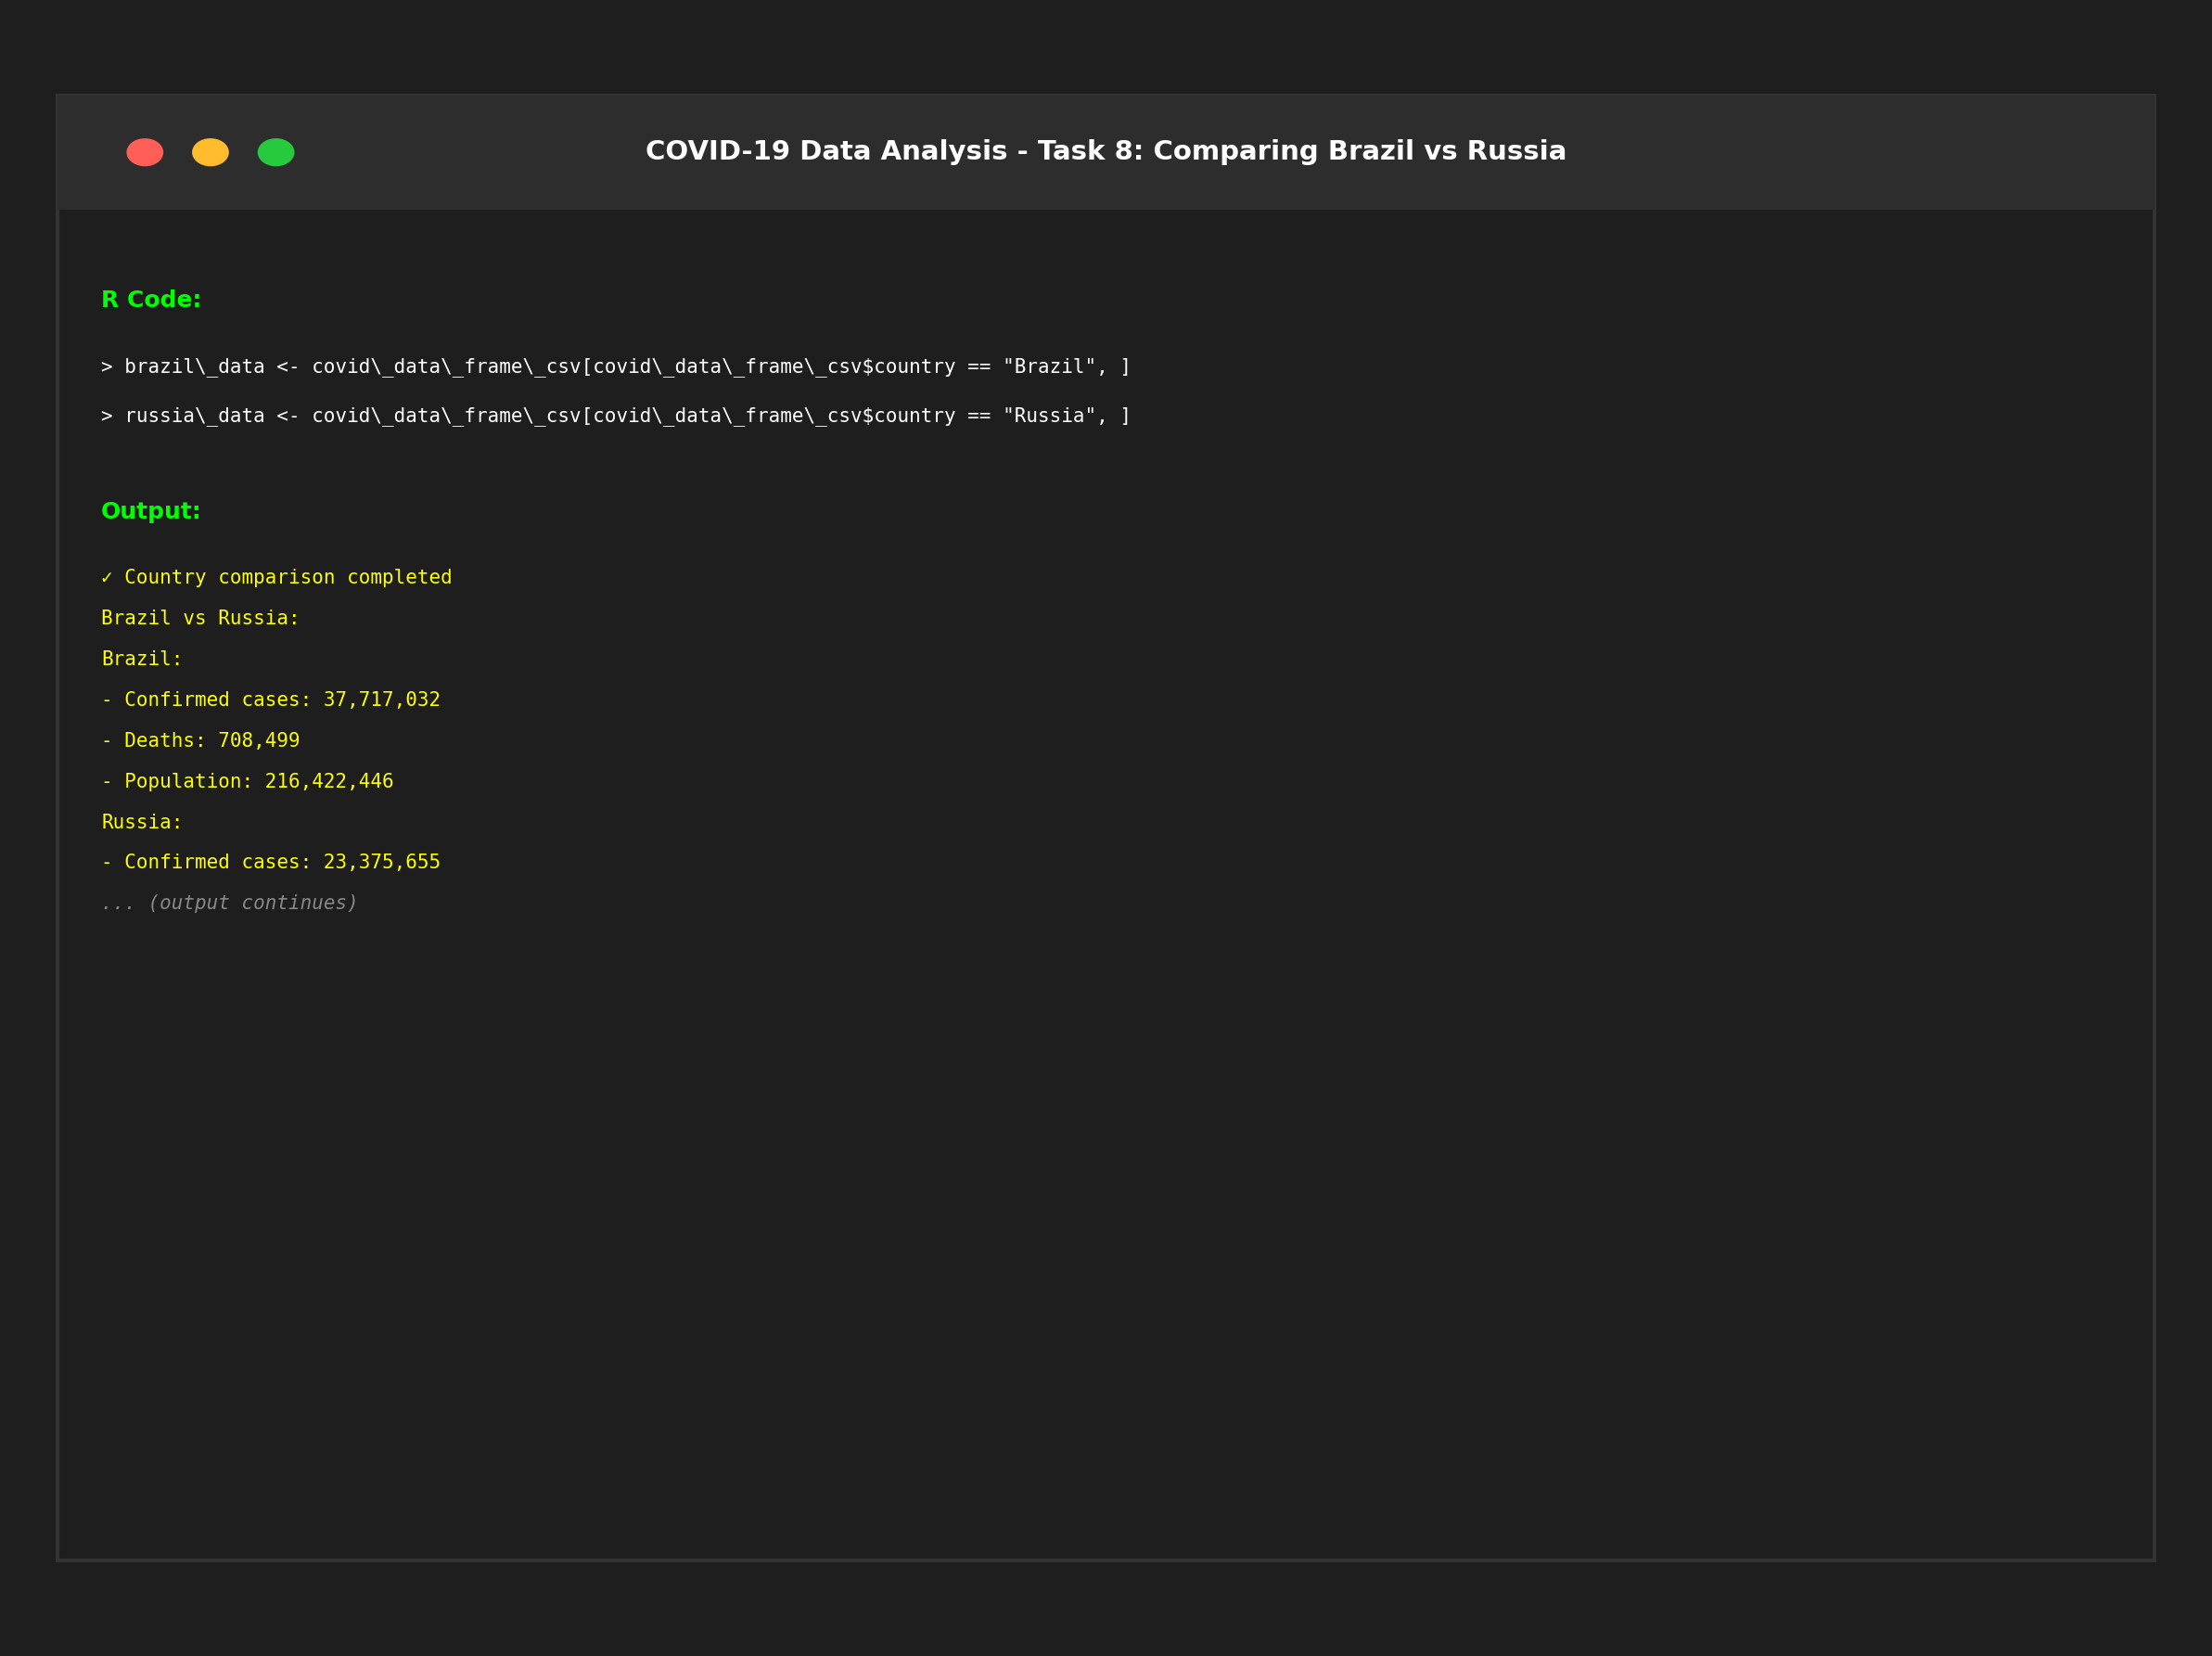 COVID-19 Data Analysis - Task 8: Comparing Brazil vs Russia
R Code:
> brazil\_data <- covid\_data\_frame\_csv[covid\_data\_frame\_csv$country == "Brazil", ]
> russia\_data <- covid\_data\_frame\_csv[covid\_data\_frame\_csv$country == "Russia", ]
Output:
✓ Country comparison completed
Brazil vs Russia:
Brazil:
- Confirmed cases: 37,717,032
- Deaths: 708,499
- Population: 216,422,446
Russia:
- Confirmed cases: 23,375,655
... (output continues)